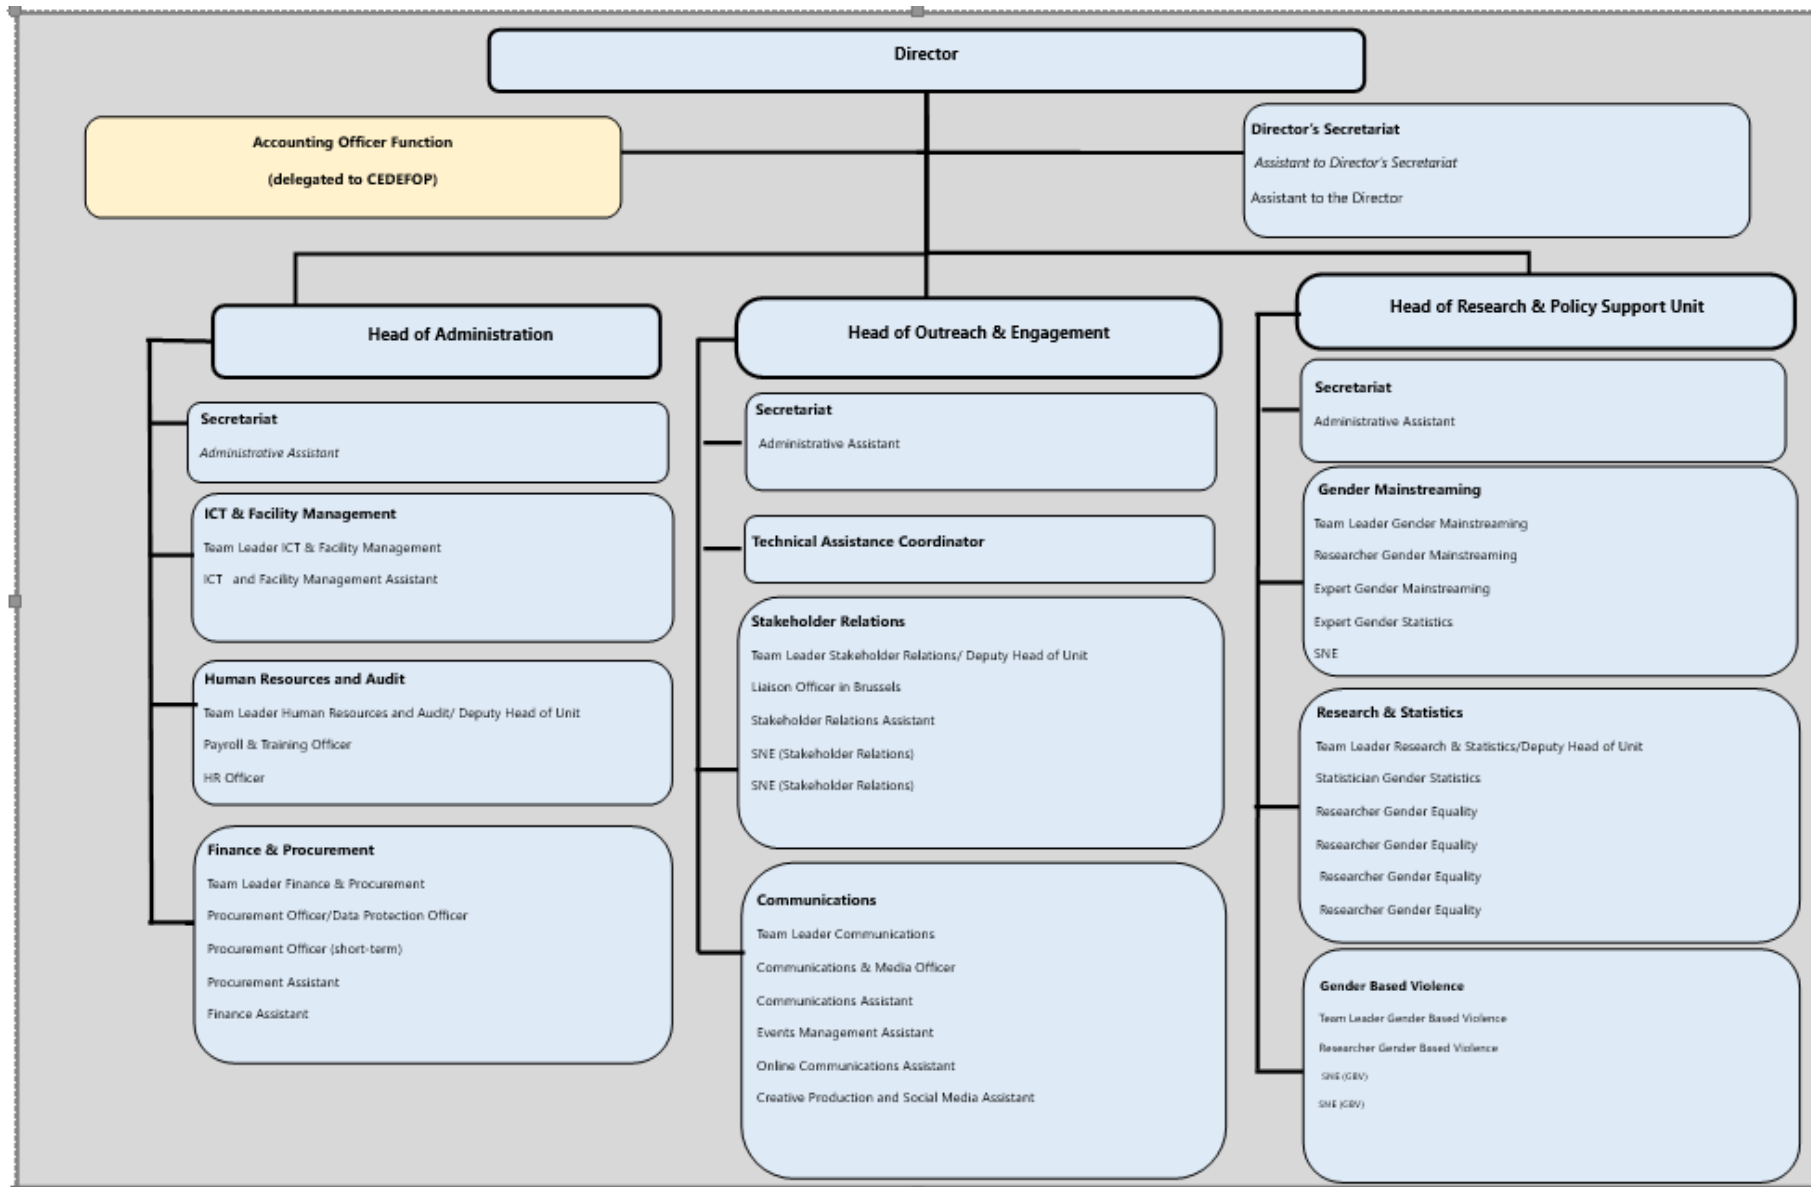 Director
Accounting Officer Function
(delegated to CEDEFOP)
Director's Secretariat
Assistant to Director's Secretariat
Assistant to the Director
Head of Administration
Secretariat
Administrative Assistant
ICT & Facility Management
Team Leader ICT & Facility Management
ICT and Facility Management Assistant
Human Resources and Audit
Team Leader Human Resources and Audit/ Deputy Head of Unit
Payroll & Training Officer
HR Officer
Finance & Procurement
Team Leader Finance & Procurement
Procurement Officer/Data Protection Officer
Procurement Officer (short-term)
Procurement Assistant
Finance Assistant
Head of Outreach & Engagement
Secretariat
Administrative Assistant
Technical Assistance Coordinator
Stakeholder Relations
Team Leader Stakeholder Relations/ Deputy Head of Unit
Liaison Officer in Brussels
Stakeholder Relations Assistant
SNE (Stakeholder Relations)
SNE (Stakeholder Relations)
Communications
Team Leader Communications
Communications & Media Officer
Communications Assistant
Events Management Assistant
Online Communications Assistant
Creative Production and Social Media Assistant
Head of Research & Policy Support Unit
Secretariat
Administrative Assistant
Gender Mainstreaming
Team Leader Gender Mainstreaming
Researcher Gender Mainstreaming
Expert Gender Mainstreaming
Expert Gender Statistics
SNE
Research & Statistics
Team Leader Research & Statistics/Deputy Head of Unit
Statistician Gender Statistics
Researcher Gender Equality
Researcher Gender Equality
Researcher Gender Equality
Researcher Gender Equality
Gender Based Violence
Team Leader Gender Based Violence
Researcher Gender Based Violence
SNE (GBV)
SNE (GBV)